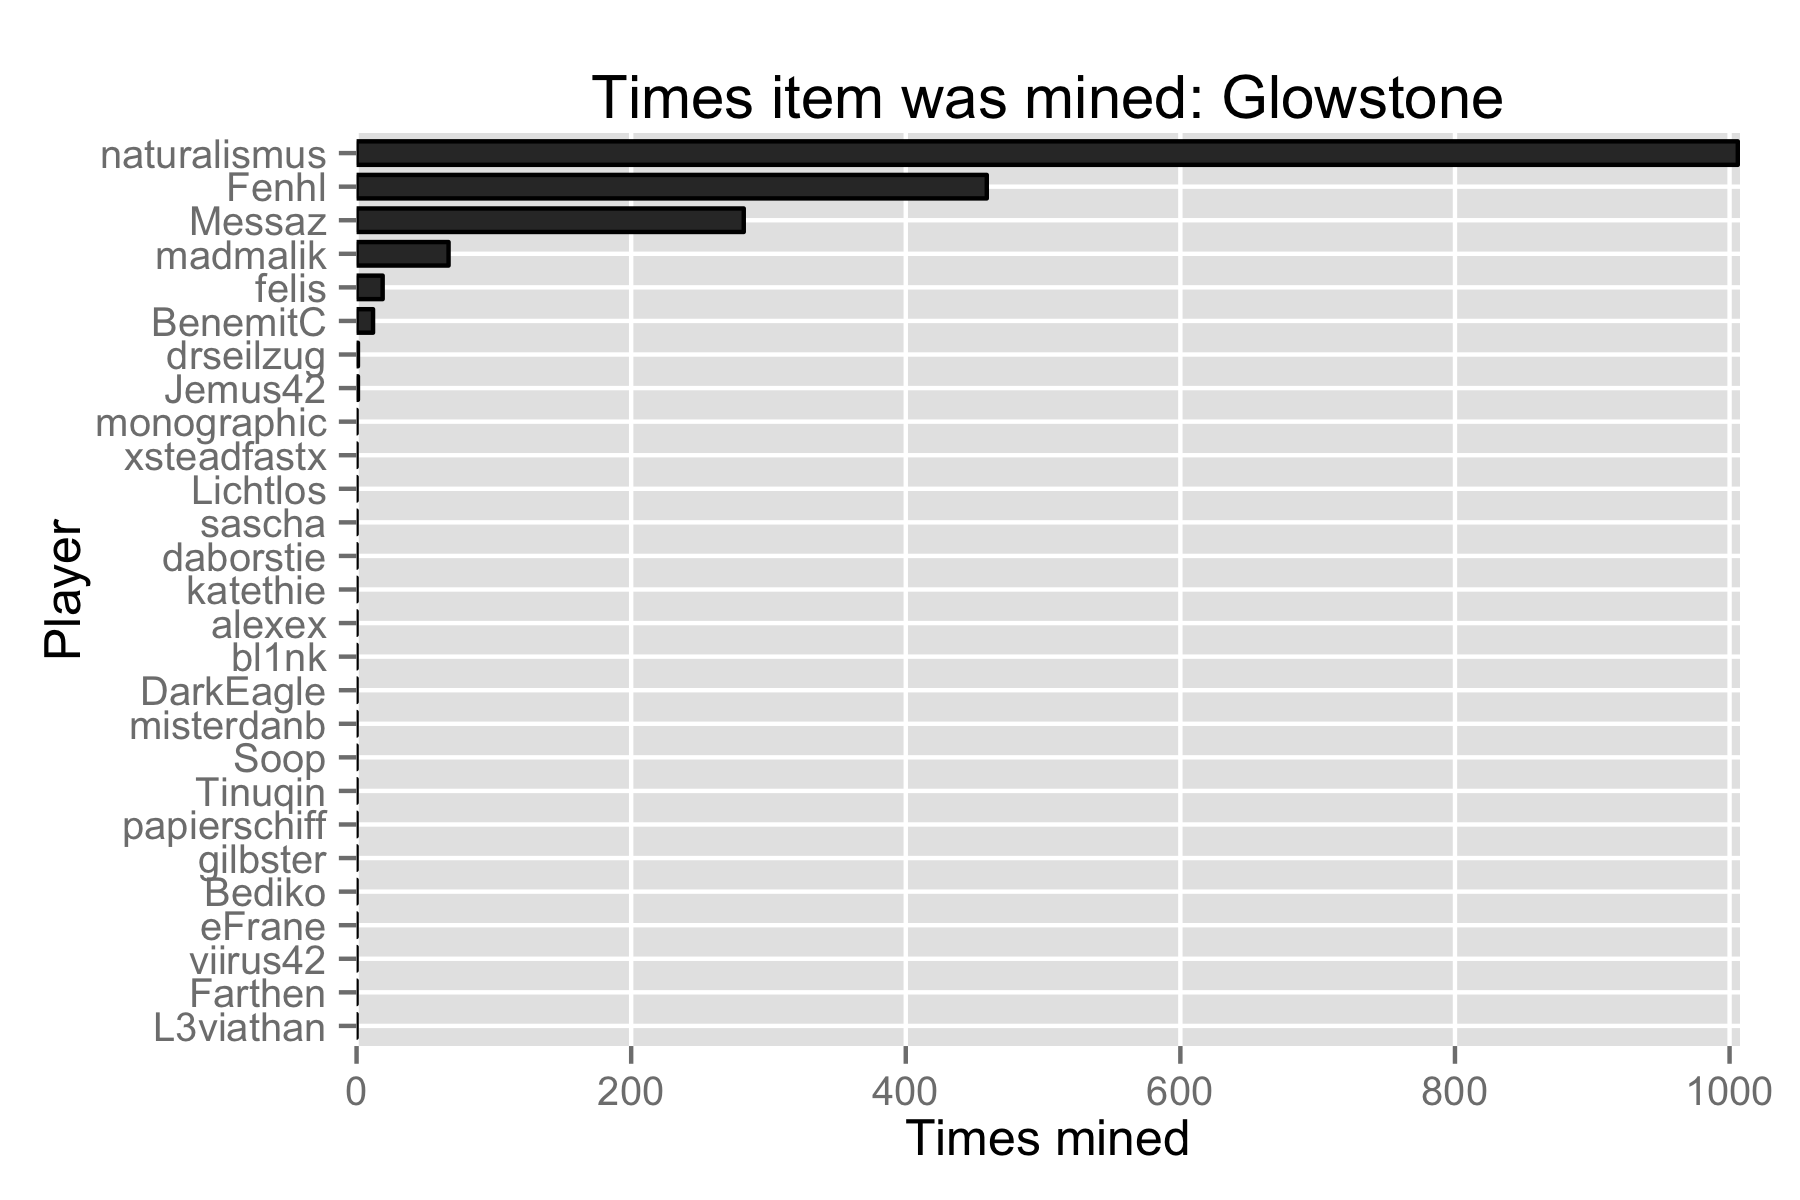 Times item was mined: Glowstone
naturalismus
Fenhl
Messaz
madmalik
felis
BenemitC
drseilzug
Jemus42
monographic
xsteadfastx
Lichtlos
sascha
daborstie
katethie
alexex
bl1nk
DarkEagle
misterdanb
Soop
Tinuqin
papierschiff
gilbster
Bediko
eFrane
viirus42
Farthen
L3viathan
Player
0 200 400 600 800 1000
Times mined